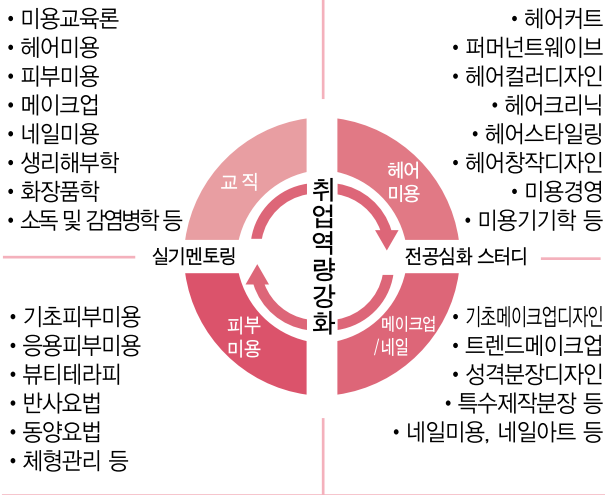 • 미용교육론
• 헤어미용
• 피부미용
• 메이크업
• 네일미용
• 생리해부학
• 화장품학
• 소독 및 감염병학 등
• 헤어커트
• 퍼머넌트웨이브
• 헤어컬러디자인
• 헤어크리닉
• 헤어스타일링
• 헤어창작디자인
• 미용경영
• 미용기기학 등
교직
헤어
미용
취업역량강화
실기멘토링
전공심화 스터디
피부
미용
메이크업
/네일
• 기초피부미용
• 응용피부미용
• 뷰티테라피
• 반사요법
• 동양요법
• 체형관리 등
• 기초메이크업디자인
• 트렌드메이크업
• 성격분장디자인
• 특수제작분장 등
• 네일미용, 네일아트 등